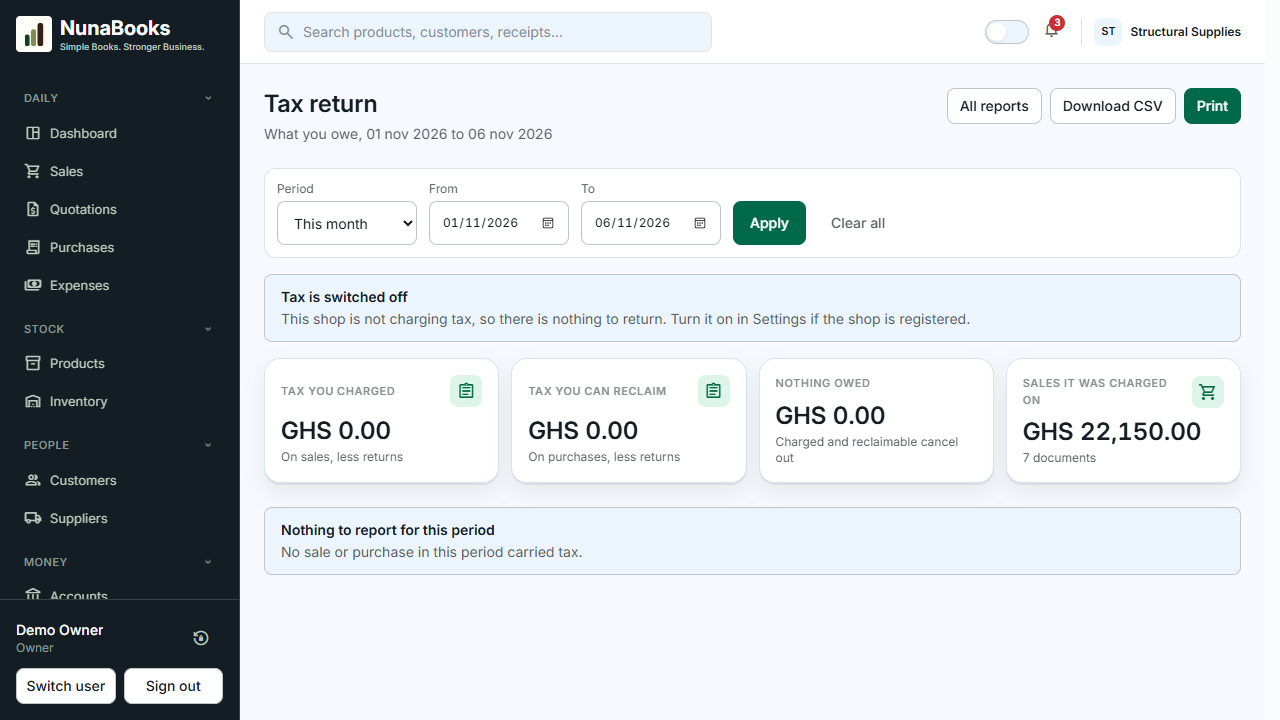 NunaBooks
Simple Books. Stronger Business.
DAILY
Dashboard
Sales
Quotations
Purchases
Expenses
STOCK
Products
Inventory
PEOPLE
Customers
Suppliers
MONEY
Accounts
Demo Owner
Owner
Switch user
Sign out
Search products, customers, receipts...
3
ST
Structural Supplies
Tax return
What you owe, 01 nov 2026 to 06 nov 2026
All reports
Download CSV
Print
Period
From
To
This month
01/11/2026
06/11/2026
Apply
Clear all
Tax is switched off
This shop is not charging tax, so there is nothing to return. Turn it on in Settings if the shop is registered.
TAX YOU CHARGED
GHS 0.00
On sales, less returns
TAX YOU CAN RECLAIM
GHS 0.00
On purchases, less returns
NOTHING OWED
GHS 0.00
Charged and reclaimable cancel
out
SALES IT WAS CHARGED
ON
GHS 22,150.00
7 documents
Nothing to report for this period
No sale or purchase in this period carried tax.